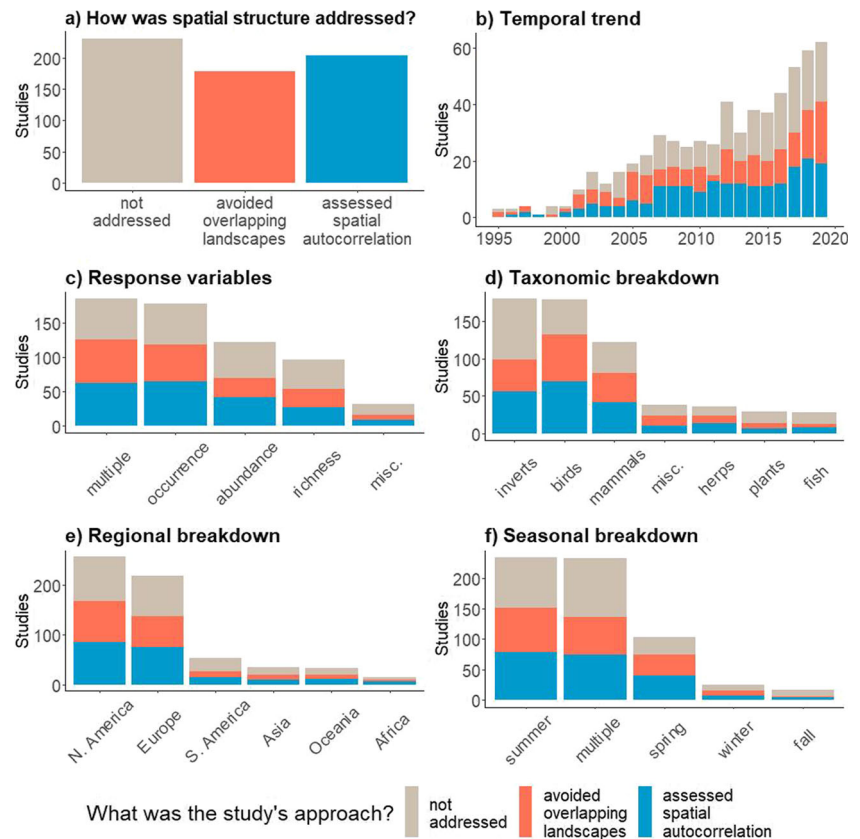 a) How was spatial structure addressed?
Studies
200
150
100
50
0
not
addressed
avoided
overlapping
landscapes
assessed
spatial
autocorrelation
b) Temporal trend
Studies
60
40
20
0
1995 2000 2005 2010 2015 2020
c) Response variables
Studies
150
100
50
0
multiple
occurrence
abundance
richness
misc.
d) Taxonomic breakdown
Studies
150
100
50
0
inverts
birds
mammals
misc.
herps
plants
fish
e) Regional breakdown
Studies
200
100
0
N. America
Europe
S. America
Asia
Oceania
Africa
f) Seasonal breakdown
Studies
200
150
100
50
0
summer
multiple
spring
winter
fall
What was the study's approach?
not
addressed
avoided
overlapping
landscapes
assessed
spatial
autocorrelation